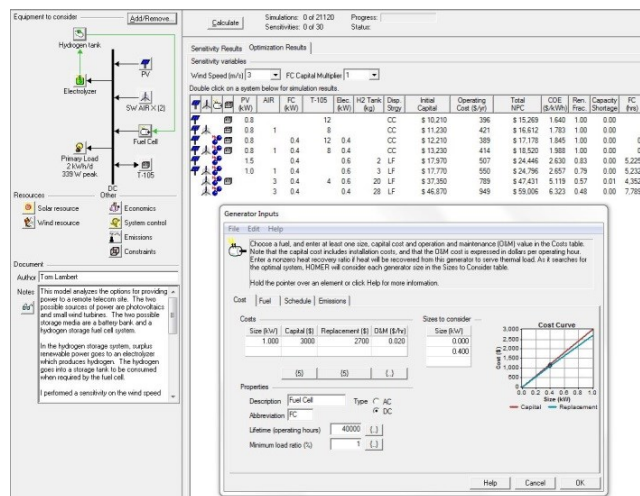 Equipment to consider
Add/Remove...
Hydrogen tank
Electrolyzer
PV
SW AIR X (2)
Fuel Cell
Primary Load
2 kWh/d
339 W peak
T-105
DC
Resources
Other
Solar resource
Economics
Wind resource
System control
Emissions
Constraints
Document
Author Tom Lambert
Notes This model analyzes the options for providing
power to a remote telecom site. The two
possible sources of power are photovoltaics
and small wind turbines. The two possible
storage media are a battery bank and a
hydrogen storage fuel cell system.
In the hydrogen storage system, surplus
renewable power goes to an electrolyzer
which produces hydrogen. The hydrogen
goes into a storage tank to be consumed
when required by the fuel cell.
I performed a sensitivity on the wind speed
Calculate
Simulations: 0 of 21120
Progress:
Sensitivities: 0 of 30
Status:
Sensitivity Results Optimization Results
Sensitivity variables
Wind Speed (m/s) 3 FC Capital Multiplier 1
Double click on a system below for simulation results.
PV (kW) AIR FC (kW) T-105 Elec. (kW) H2 Tank (kg) Disp. Strgy Initial Capital Operating Cost ($/yr) Total NPC COE ($/kWh) Ren. Frac. Capacity Shortage FC (hrs)
0.8 12 CC $ 10,210 396 $ 15,269 1.640 1.00 0.00
0.8 1 8 CC $ 11,230 421 $ 16,612 1.783 1.00 0.00
0.8 0.4 12 0.4 CC $ 12,210 389 $ 17,178 1.845 1.00 0.00
0.8 1 0.4 8 0.4 CC $ 13,230 414 $ 18,520 1.988 1.00 0.00
1.5 0.4 0.6 2 LF $ 17,970 507 $ 24,446 2.630 0.83 0.00 5,225
1.0 1 0.4 0.6 3 LF $ 17,770 550 $ 24,796 2.657 0.79 0.00 5,232
3 0.4 4 0.6 20 LF $ 37,350 789 $ 47,431 5.119 0.57 0.01 4,352
3 0.4 0.4 28 LF $ 46,870 949 $ 59,006 6.323 0.48 0.00 7,789
Generator Inputs
File Edit Help
Choose a fuel, and enter at least one size, capital cost and operation and maintenance (O&M) value in the Costs table.
Note that the capital cost includes installation costs, and that the O&M cost is expressed in dollars per operating hour.
Enter a nonzero heat recovery ratio if heat will be recovered from this generator to serve thermal load. As it searches for
the optimal system, HOMER will consider each generator size in the Sizes to Consider table.
Hold the pointer over an element or click Help for more information.
Cost Fuel Schedule Emissions
Costs
Size (kW) Capital ($) Replacement ($) O&M ($/hr)
1.000 3000 2700 0.020
{5} {5} {..}
Sizes to consider
Size (kW)
0.000
0.400
Cost Curve
Cost ($)
3,000
2,500
2,000
1,500
1,000
500
0
0.0 0.2 0.4 0.6 0.8 1.0
Size (kW)
Capital Replacement
Properties
Description Fuel Cell Type AC
Abbreviation FC DC
Lifetime (operating hours) 40000 {..}
Minimum load ratio (%) 1 {..}
Help Cancel OK